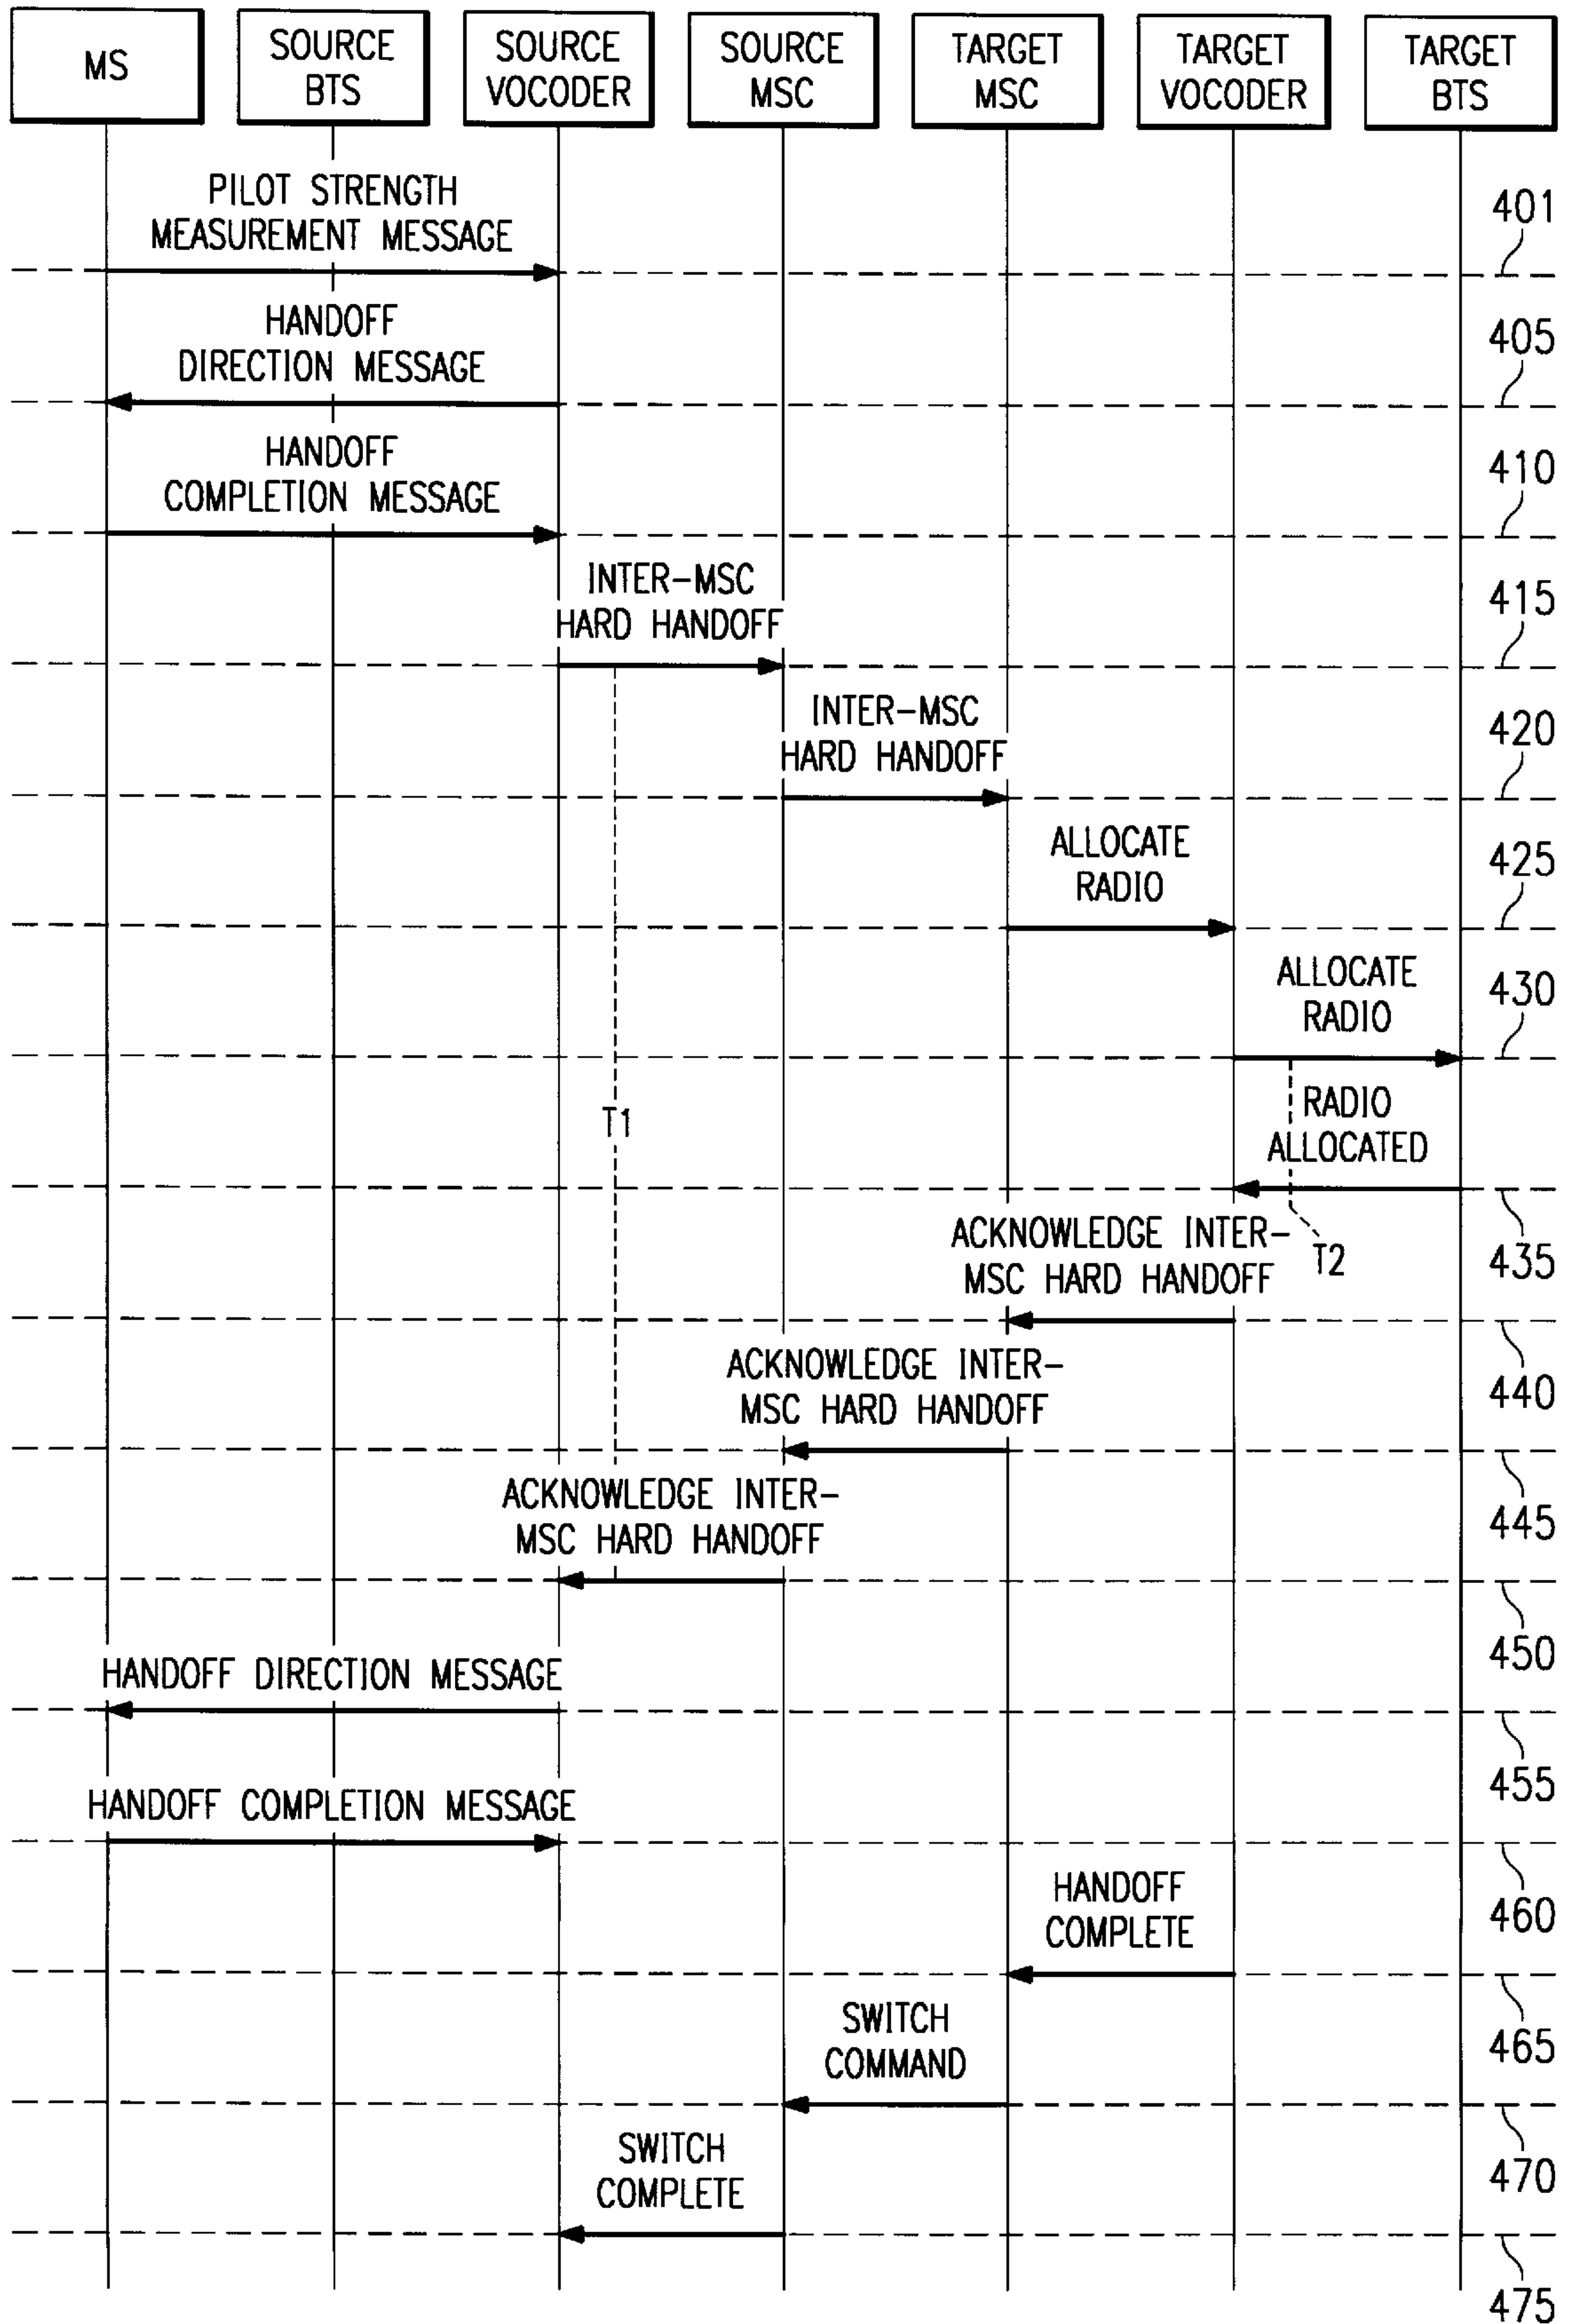 MS
SOURCE
BTS
SOURCE
VOCODER
SOURCE
MSC
TARGET
MSC
TARGET
VOCODER
TARGET
BTS
PILOT STRENGTH
MEASUREMENT MESSAGE
401
HANDOFF
DIRECTION MESSAGE
405
HANDOFF
COMPLETION MESSAGE
410
INTER-MSC
HARD HANDOFF
415
INTER-MSC
HARD HANDOFF
420
ALLOCATE
RADIO
425
ALLOCATE
RADIO
430
T1
RADIO
ALLOCATED
ACKNOWLEDGE INTER-
MSC HARD HANDOFF
T2
435
ACKNOWLEDGE INTER-
MSC HARD HANDOFF
440
ACKNOWLEDGE INTER-
MSC HARD HANDOFF
445
HANDOFF DIRECTION MESSAGE
450
HANDOFF COMPLETION MESSAGE
455
HANDOFF
COMPLETE
460
SWITCH
COMMAND
465
SWITCH
COMPLETE
470
475